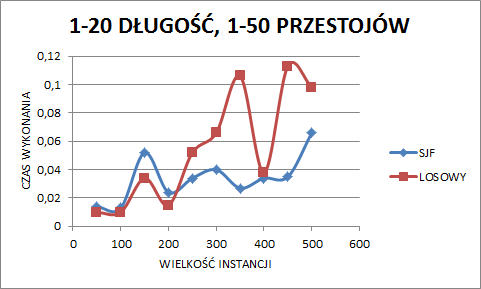 1-20 DŁUGOŚĆ, 1-50 PRZESTOJÓW
CZAS WYKONANIA
0,12
0,1
0,08
0,06
0,04
0,02
0
0 100 200 300 400 500 600
WIELKOŚĆ INSTANCJI
SJF
LOSOWY